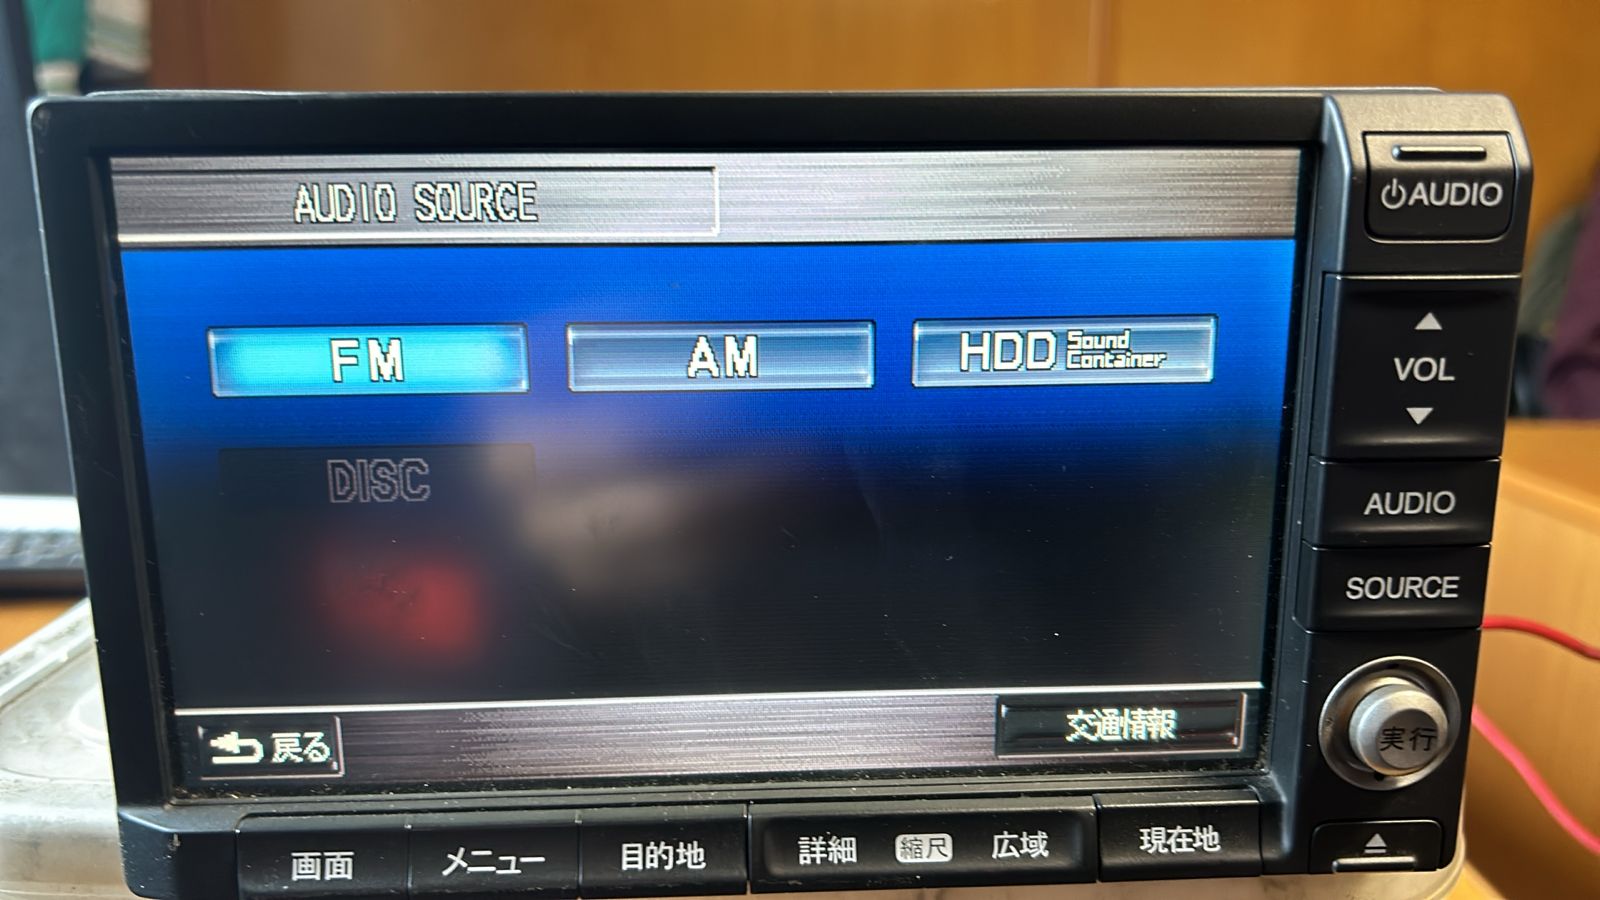 AUDIO SOURCE
FM
AM
HDD Sound Container
DISC
戻る
交通情報
AUDIO
VOL
AUDIO
SOURCE
実行
画面
メニュー
目的地
詳細 縮尺 広域
現在地